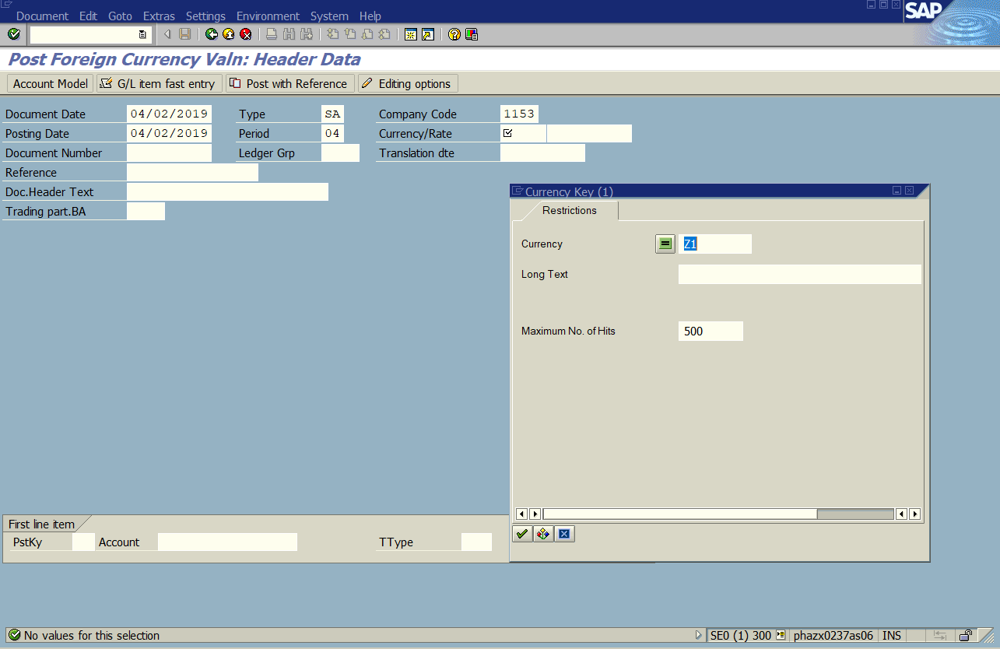 Document Edit Goto Extras Settings Environment System Help
SAP
Post Foreign Currency Valn: Header Data
Account Model G/L item fast entry Post with Reference Editing options
Document Date 04/02/2019 Type SA Company Code 1153
Posting Date 04/02/2019 Period 04 Currency/Rate
Document Number Ledger Grp Translation dte
Reference
Doc.Header Text
Trading part.BA
Currency Key (1)
Restrictions
Currency Z1
Long Text
Maximum No. of Hits 500
First line item
PstKy Account TType
No values for this selection SE0 (1) 300 phazx0237as06 INS